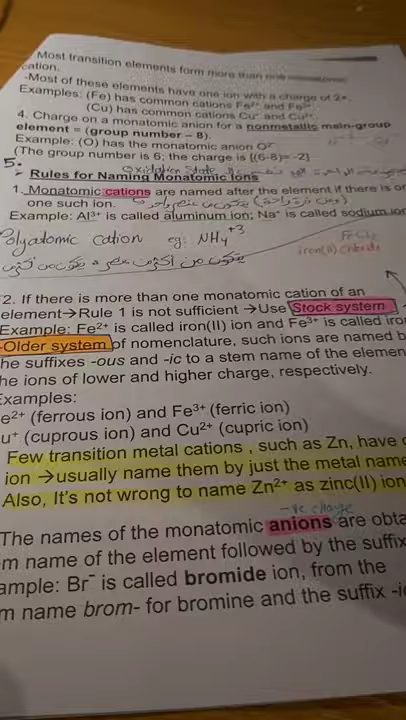 Most transition elements form more than one monatomic
cation.
-Most of these elements have one ion with a charge of 2+.
Examples: (Fe) has common cations Fe²⁺ and Fe³⁺.
(Cu) has common cations Cu⁺ and Cu²⁺.
4. Charge on a monatomic anion for a nonmetallic main-group
element = (group number – 8).
Example: (O) has the monatomic anion O²⁻
(The group number is 6; the charge is {(6-8)= -2}
5.
Oxidation State
➢ Rules for Naming Monatomic Ions
1. Monatomic cations are named after the element if there is or
one such ion.
Example: Al³⁺ is called aluminum ion; Na⁺ is called sodium ion
Polyatomic cation eg: NH₄⁺³
FeCl₂
iron(II) chloride
2. If there is more than one monatomic cation of an
element→Rule 1 is not sufficient →Use Stock system
Example: Fe²⁺ is called iron(II) ion and Fe³⁺ is called iro
-Older system of nomenclature, such ions are named b
he suffixes -ous and -ic to a stem name of the elemen
he ions of lower and higher charge, respectively.
Examples:
e²⁺ (ferrous ion) and Fe³⁺ (ferric ion)
u⁺ (cuprous ion) and Cu²⁺ (cupric ion)
Few transition metal cations , such as Zn, have o
ion →usually name them by just the metal name
Also, It's not wrong to name Zn²⁺ as zinc(II) ion
-ve charge
The names of the monatomic anions are obta
m name of the element followed by the suffix
ample: Br⁻ is called bromide ion, from the
m name brom- for bromine and the suffix -i